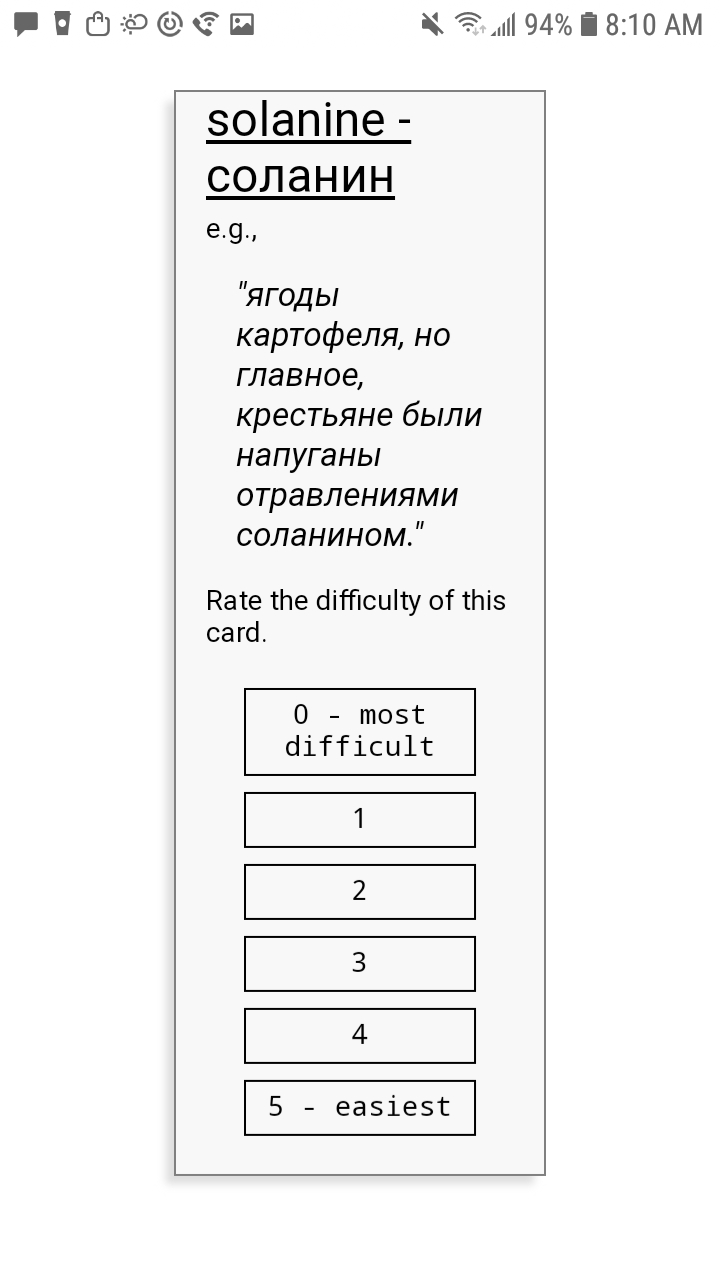 94% 8:10 AM
solanine -
соланин
e.g.,
"ягоды
картофеля, но
главное,
крестьяне были
напуганы
отравлениями
соланином."
Rate the difficulty of this
card.
0 - most
difficult
1
2
3
4
5 - easiest